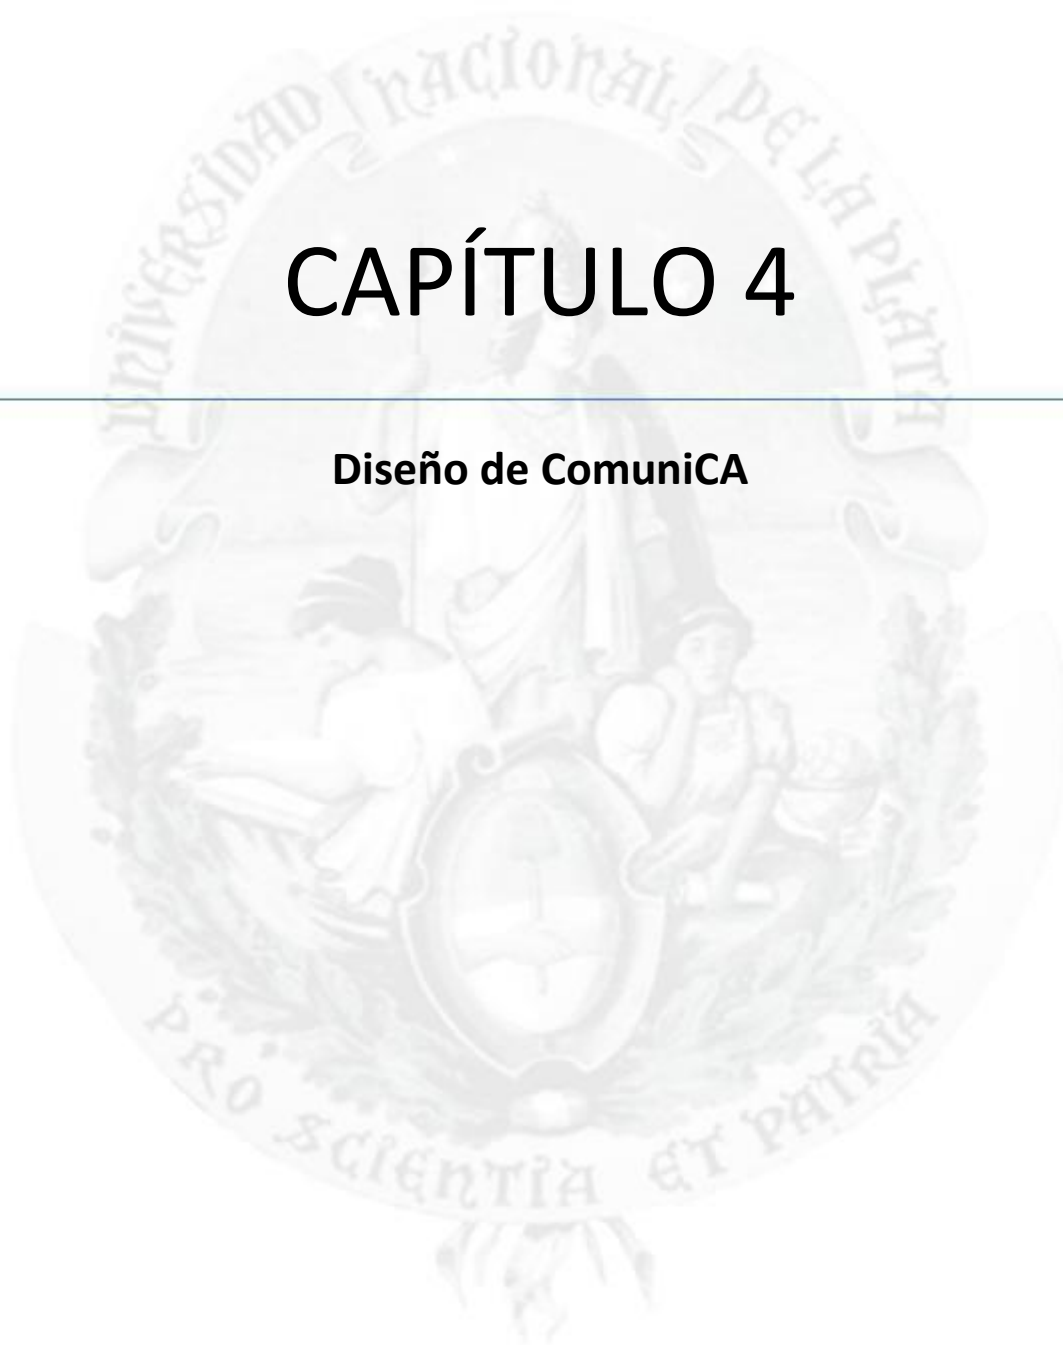 UNIVERSIDAD NACIONAL DE LA PLATA
CAPÍTULO 4
Diseño de ComuniCA
PRO SCIENTIA ET PATRIA